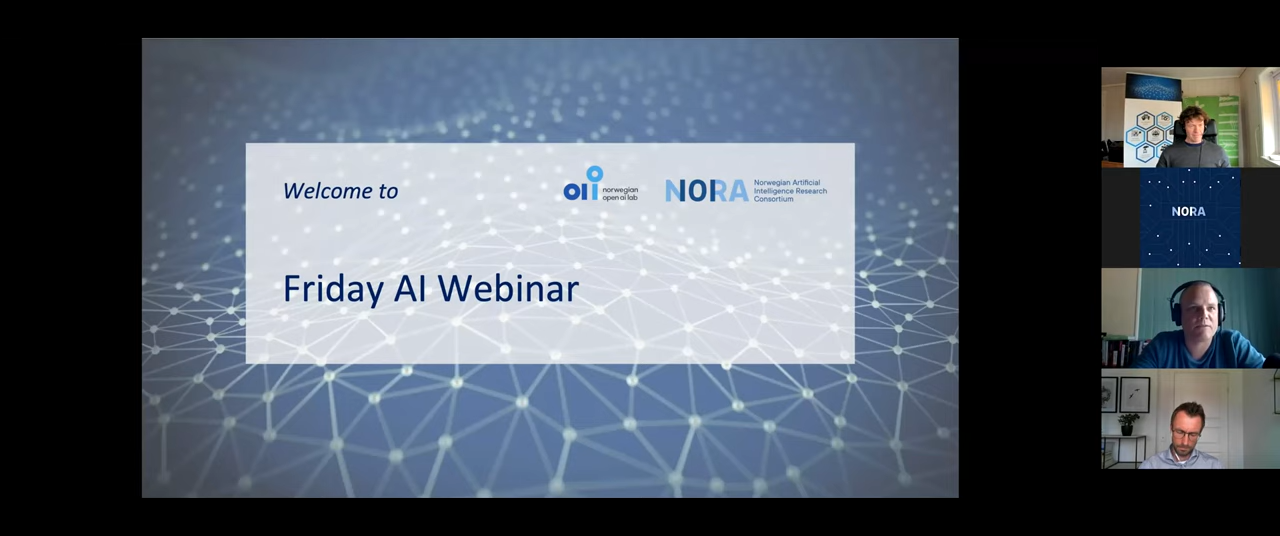 Welcome to
norwegian
open ai lab
NORA
Norwegian Artificial
Intelligence Research
Consortium
Friday AI Webinar
NORA